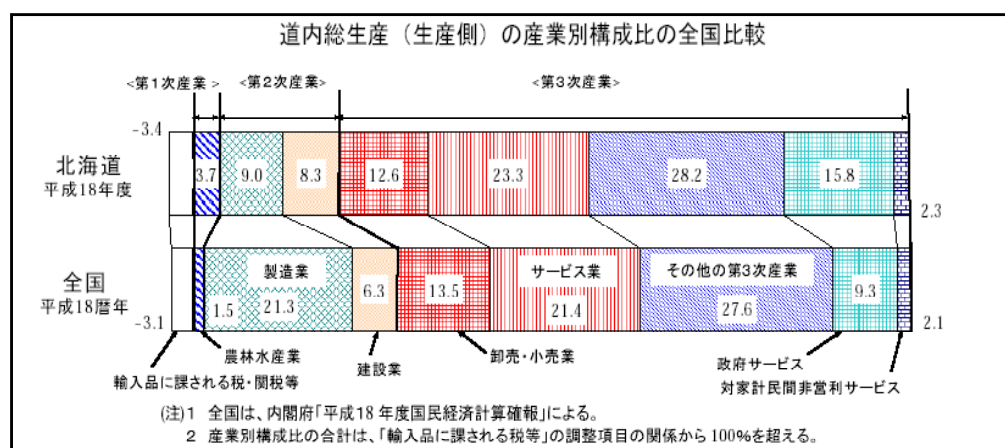 道内総生産（生産側）の産業別構成比の全国比較
<第1次産業> <第2次産業> <第3次産業>
-3.4
北海道
平成18年度
3.7 9.0 8.3 12.6 23.3 28.2 15.8
2.3
全国
平成18暦年
製造業 サービス業 その他の第3次産業
1.5 21.3 6.3 13.5 21.4 27.6 9.3
-3.1
2.1
農林水産業 建設業 卸売・小売業 政府サービス
輸入品に課される税・関税等 対家計民間非営利サービス
(注)1 全国は、内閣府「平成18年度国民経済計算確報」による。
2 産業別構成比の合計は、「輸入品に課される税等」の調整項目の関係から100%を超える。